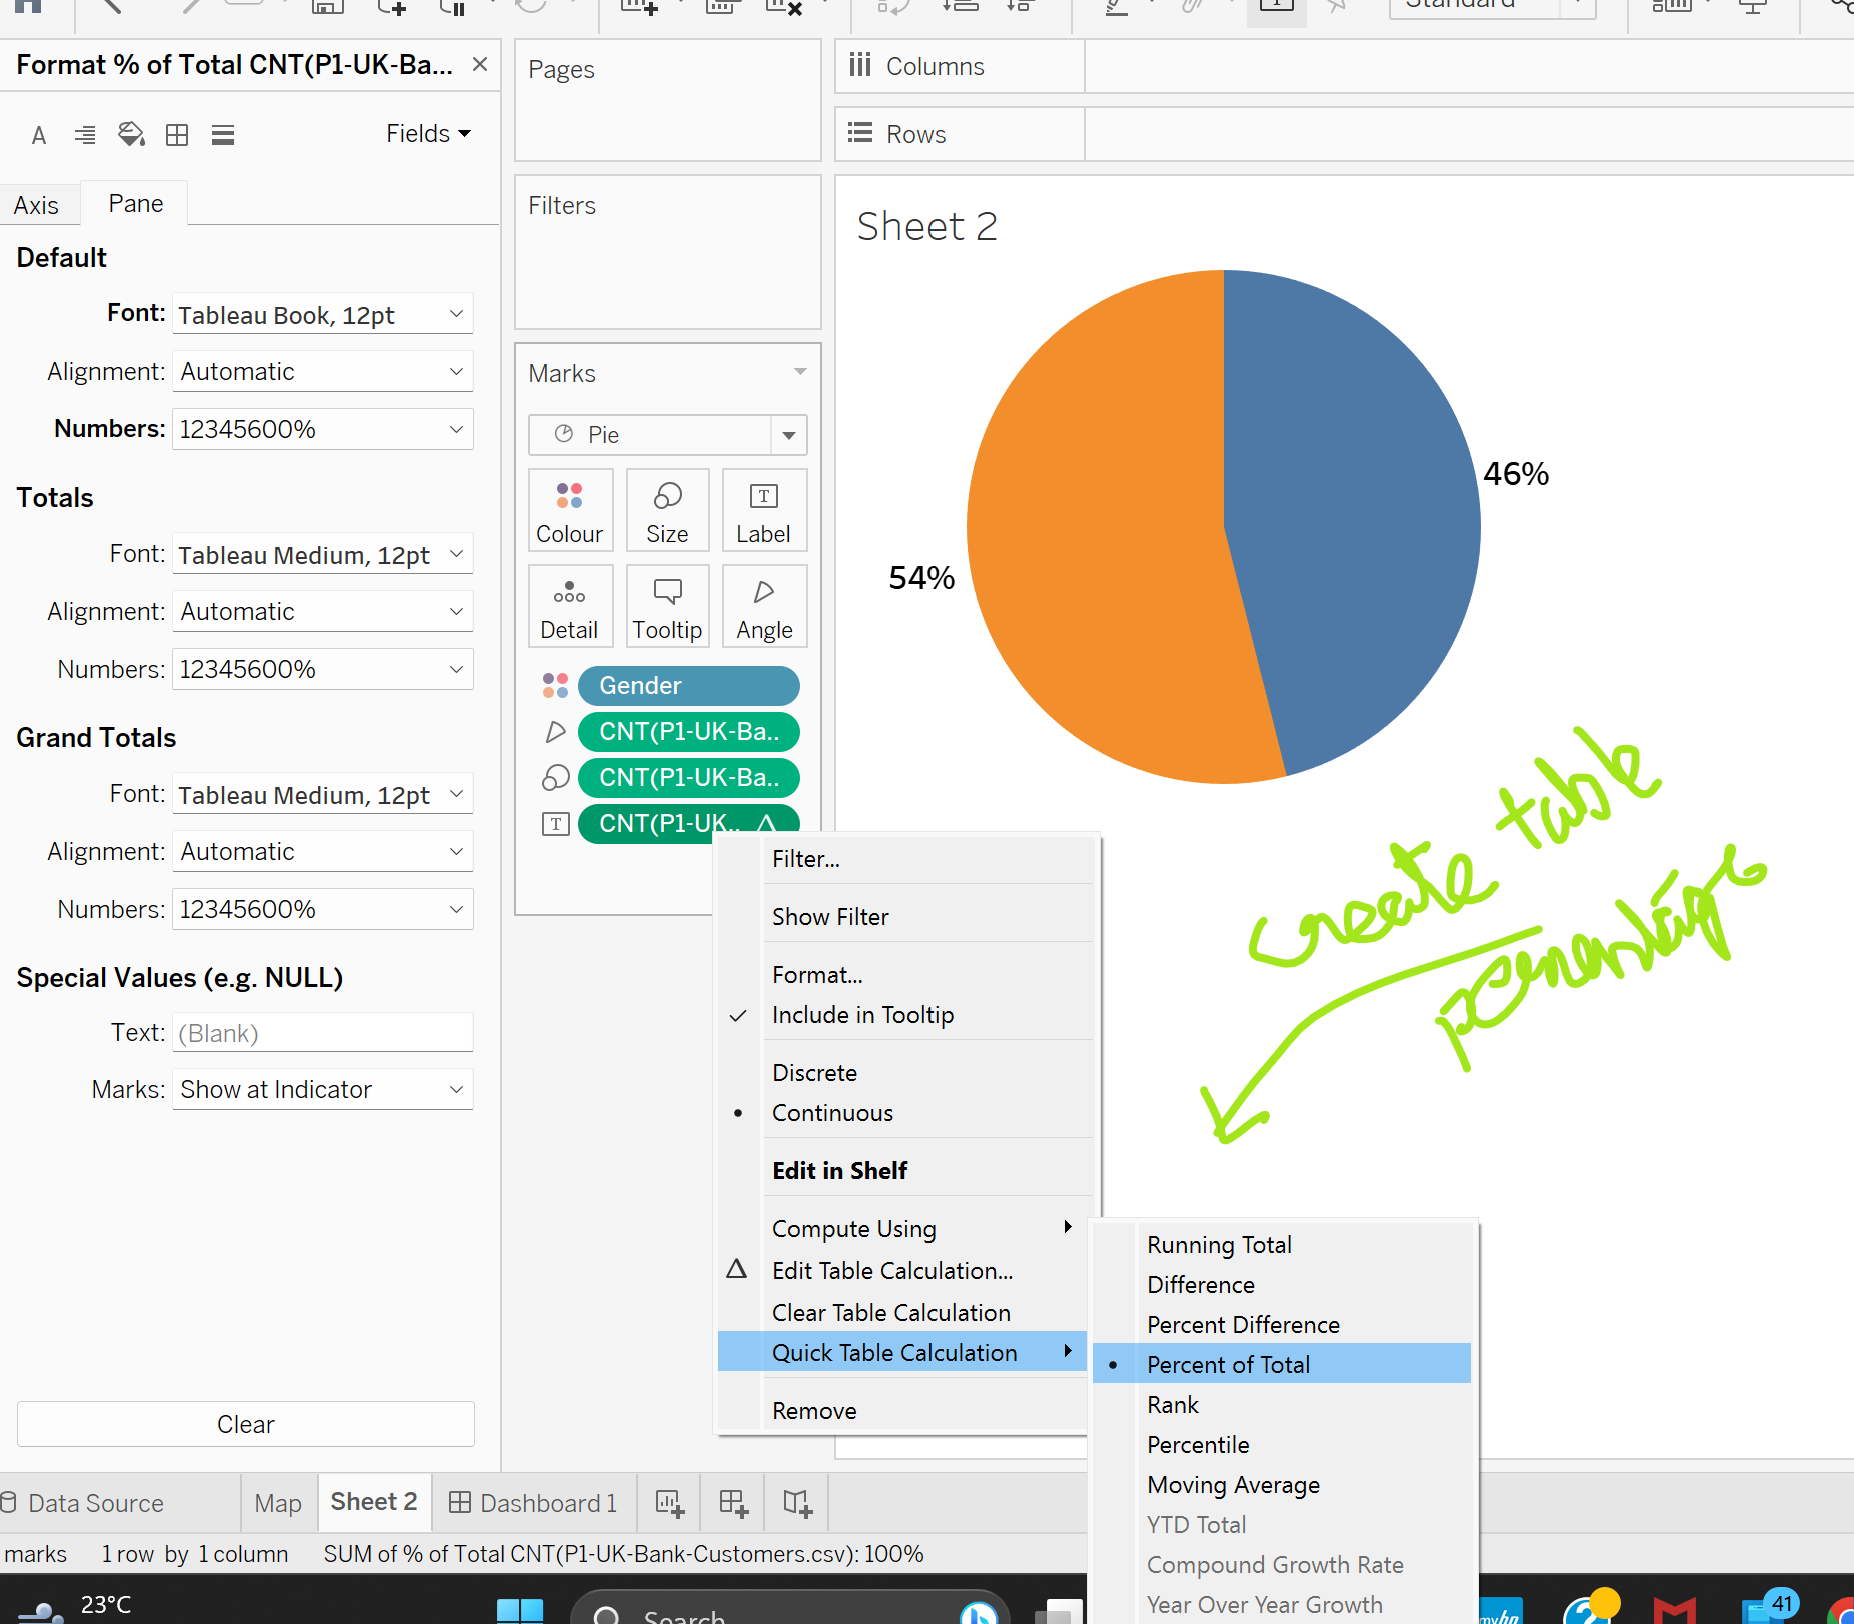 Standard
Format % of Total CNT(P1-UK-Ba...
Fields
Axis
Pane
Default
Font: Tableau Book, 12pt
Alignment: Automatic
Numbers: 12345600%
Totals
Font: Tableau Medium, 12pt
Alignment: Automatic
Numbers: 12345600%
Grand Totals
Font: Tableau Medium, 12pt
Alignment: Automatic
Numbers: 12345600%
Special Values (e.g. NULL)
Text: (Blank)
Marks: Show at Indicator
Clear
Pages
Filters
Marks
Pie
Colour
Size
Label
Detail
Tooltip
Angle
Gender
CNT(P1-UK-Ba..
CNT(P1-UK-Ba..
CNT(P1-UK..
Columns
Rows
Sheet 2
46%
54%
create table
Filter...
Show Filter
Format...
Include in Tooltip
Discrete
Continuous
Edit in Shelf
Compute Using
Edit Table Calculation...
Clear Table Calculation
Quick Table Calculation
Remove
Running Total
Difference
Percent Difference
Percent of Total
Rank
Percentile
Moving Average
YTD Total
Compound Growth Rate
Year Over Year Growth
Data Source
Map
Sheet 2
Dashboard 1
marks
1 row by 1 column
SUM of % of Total CNT(P1-UK-Bank-Customers.csv): 100%
23°C
Search
myhp
41